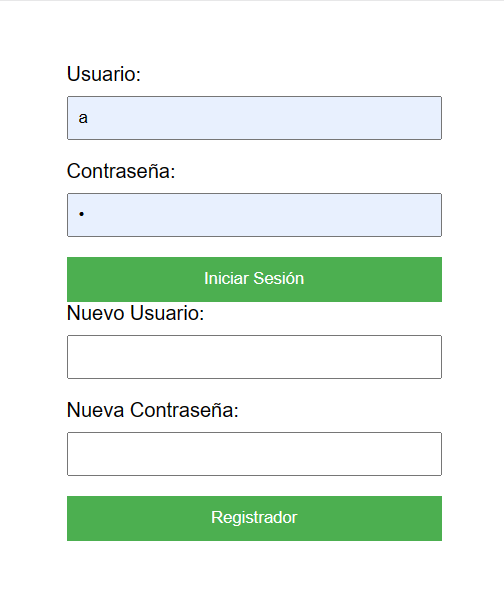 Usuario:
a
Contraseña:
•
Iniciar Sesión
Nuevo Usuario:
Nueva Contraseña:
Registrador